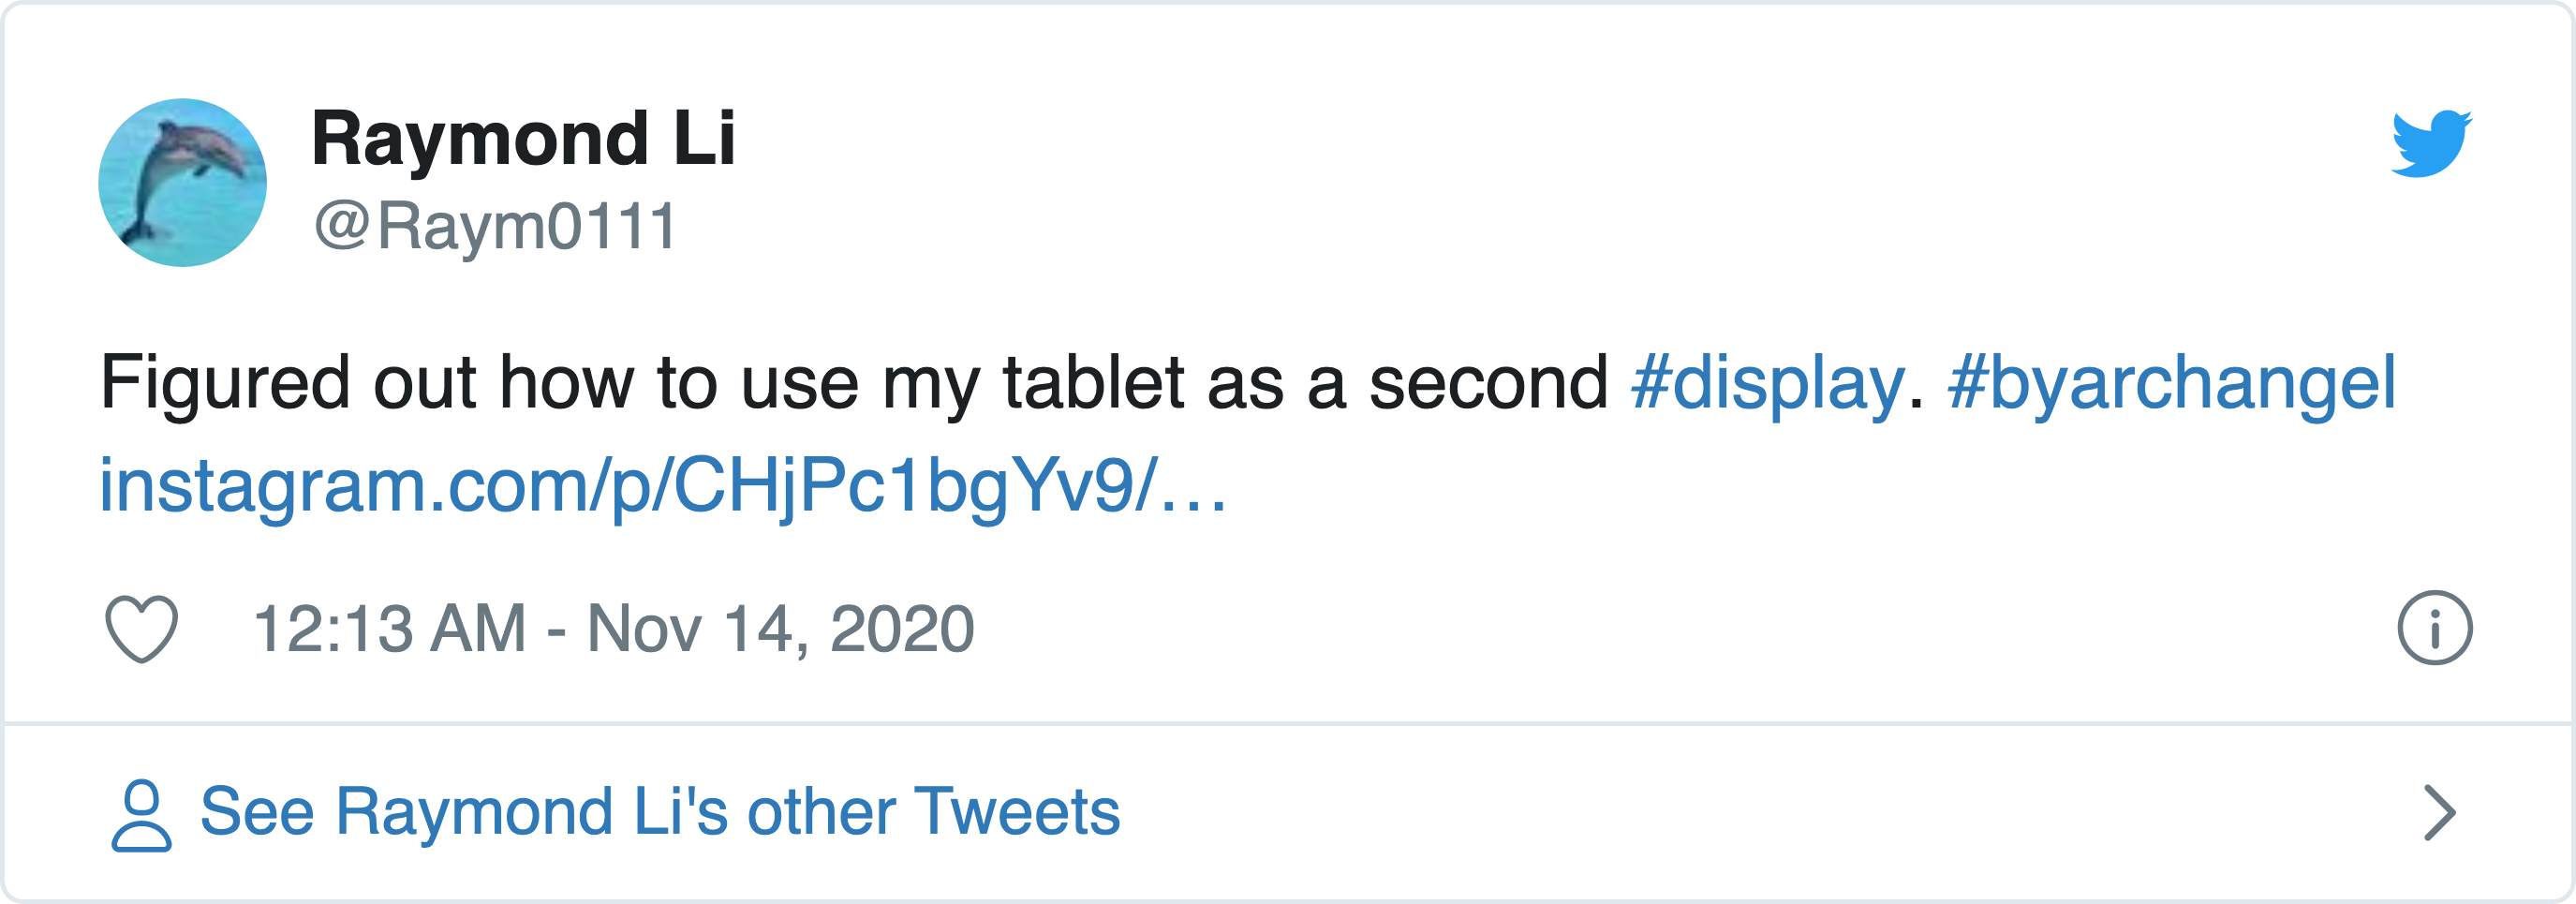 Raymond Li
@Raym0111
Figured out how to use my tablet as a second #display. #byarchangel
instagram.com/p/CHjPc1bgYv9/…
12:13 AM - Nov 14, 2020
See Raymond Li's other Tweets